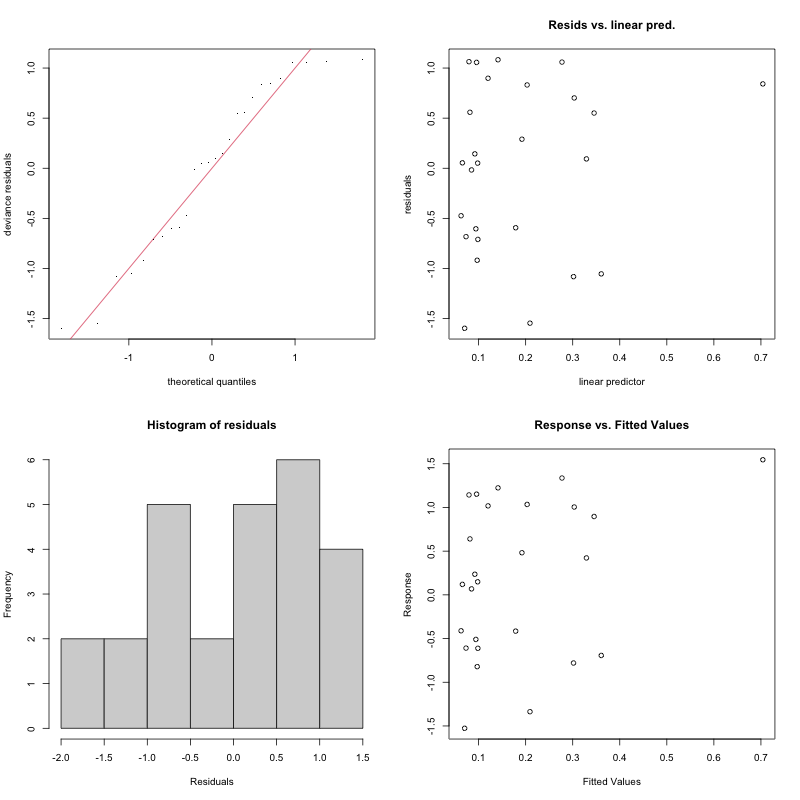 deviance residuals
-1.5 -1.0 -0.5 0.0 0.5 1.0
-1 0 1
theoretical quantiles
Resids vs. linear pred.
residuals
-1.5 -1.0 -0.5 0.0 0.5 1.0
0.1 0.2 0.3 0.4 0.5 0.6 0.7
linear predictor
Histogram of residuals
Frequency
0 1 2 3 4 5 6
-2.0 -1.5 -1.0 -0.5 0.0 0.5 1.0 1.5
Residuals
Response vs. Fitted Values
Response
-1.5 -1.0 -0.5 0.0 0.5 1.0 1.5
0.1 0.2 0.3 0.4 0.5 0.6 0.7
Fitted Values